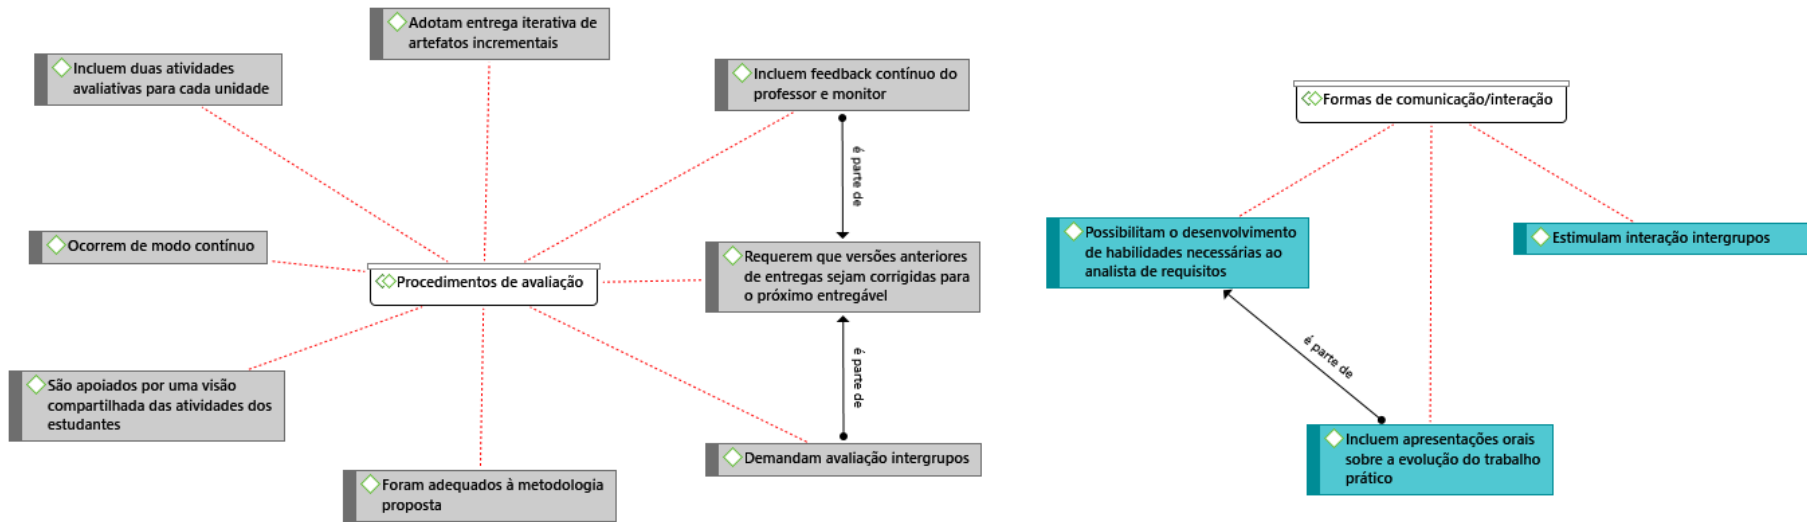 Adotam entrega iterativa de
artefatos incrementais
Incluem duas atividades
avaliativas para cada unidade
Incluem feedback contínuo do
professor e monitor
é parte de
Ocorrem de modo contínuo
Procedimentos de avaliação
Requerem que versões anteriores
de entregas sejam corrigidas para
o próximo entregável
é parte de
São apoiados por uma visão
compartilhada das atividades dos
estudantes
Demandam avaliação intergrupos
Foram adequados à metodologia
proposta
Formas de comunicação/interação
Possibilitam o desenvolvimento
de habilidades necessárias ao
analista de requisitos
Estimulam interação intergrupos
é parte de
Incluem apresentações orais
sobre a evolução do trabalho
prático